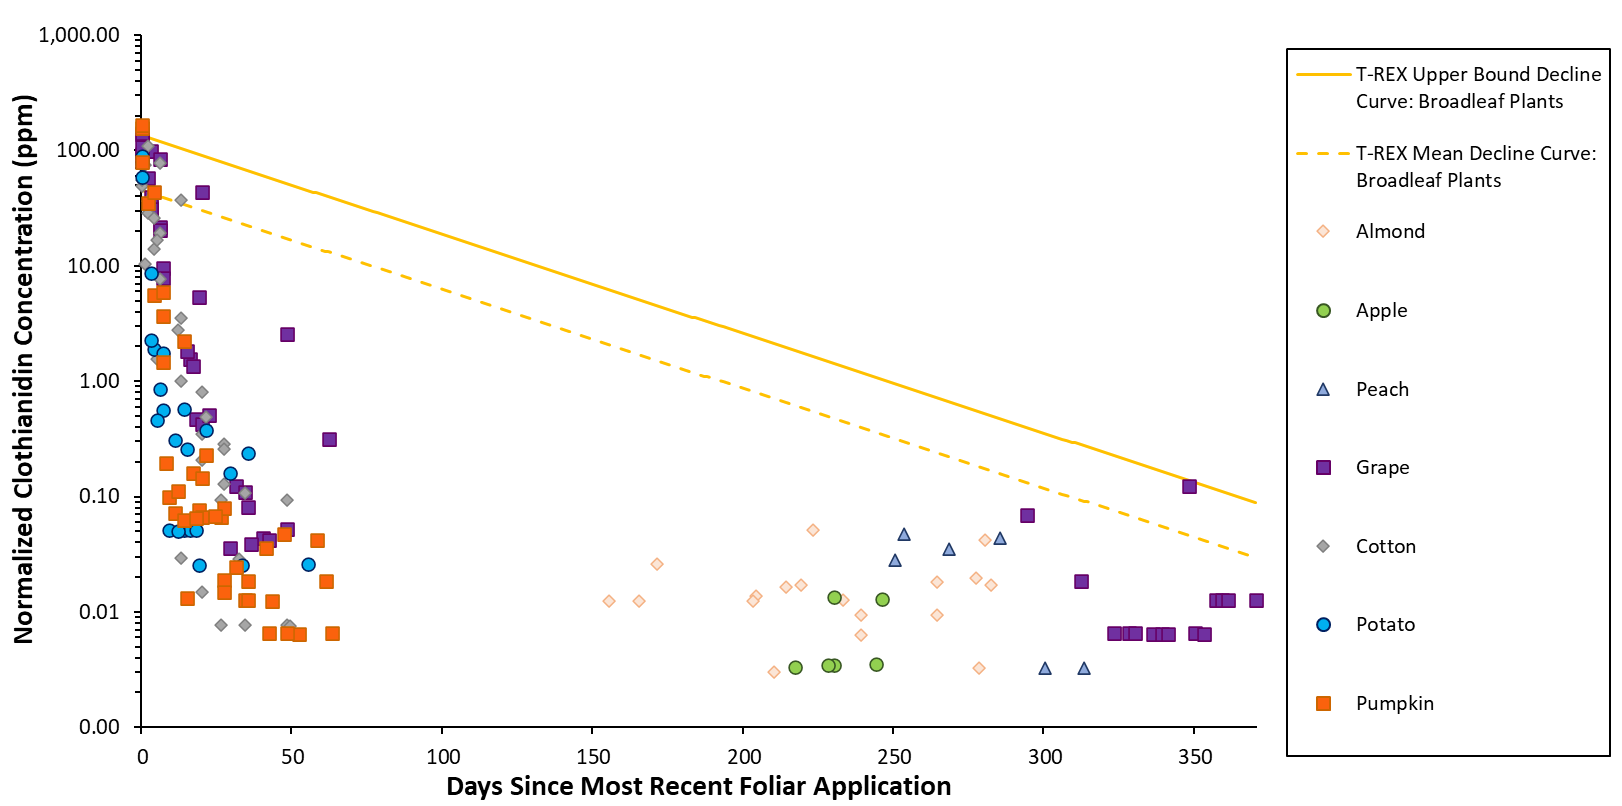 1,000.00
100.00
10.00
1.00
0.10
0.01
0.00
Normalized Clothianidin Concentration (ppm)
0 50 100 150 200 250 300 350
Days Since Most Recent Foliar Application
T-REX Upper Bound Decline
Curve: Broadleaf Plants
T-REX Mean Decline Curve:
Broadleaf Plants
Almond
Apple
Peach
Grape
Cotton
Potato
Pumpkin